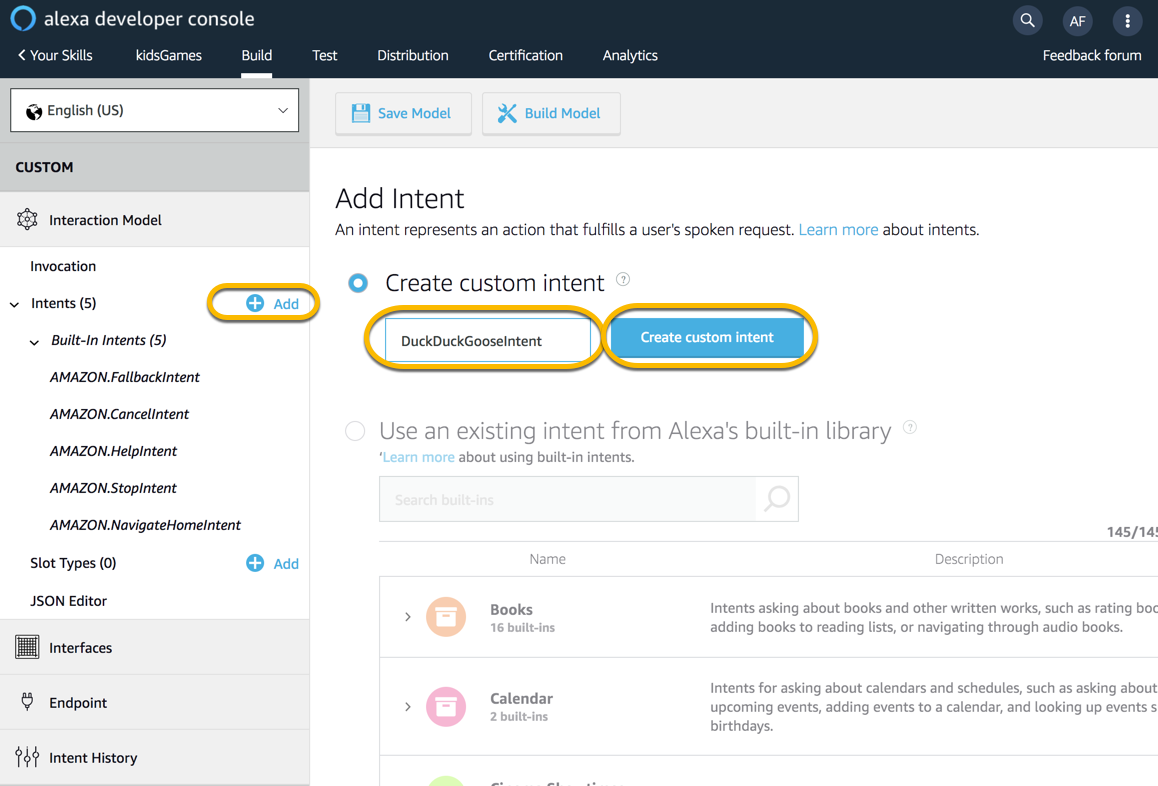 alexa developer console
AF
Your Skills
kidsGames
Build
Test
Distribution
Certification
Analytics
Feedback forum
English (US)
Save Model
Build Model
CUSTOM
Interaction Model
Invocation
Intents (5)
Add
Built-In Intents (5)
AMAZON.FallbackIntent
AMAZON.CancelIntent
AMAZON.HelpIntent
AMAZON.StopIntent
AMAZON.NavigateHomeIntent
Slot Types (0)
Add
JSON Editor
Interfaces
Endpoint
Intent History
Add Intent
An intent represents an action that fulfills a user's spoken request. Learn more about intents.
Create custom intent ?
DuckDuckGooseIntent
Create custom intent
Use an existing intent from Alexa's built-in library ?
'Learn more about using built-in intents.
Search built-ins
145/145
Name
Description
Books
16 built-ins
Intents asking about books and other written works, such as rating boo
adding books to reading lists, or navigating through audio books.
Calendar
2 built-ins
Intents for asking about calendars and schedules, such as asking about
upcoming events, adding events to a calendar, and looking up events s
birthdays.